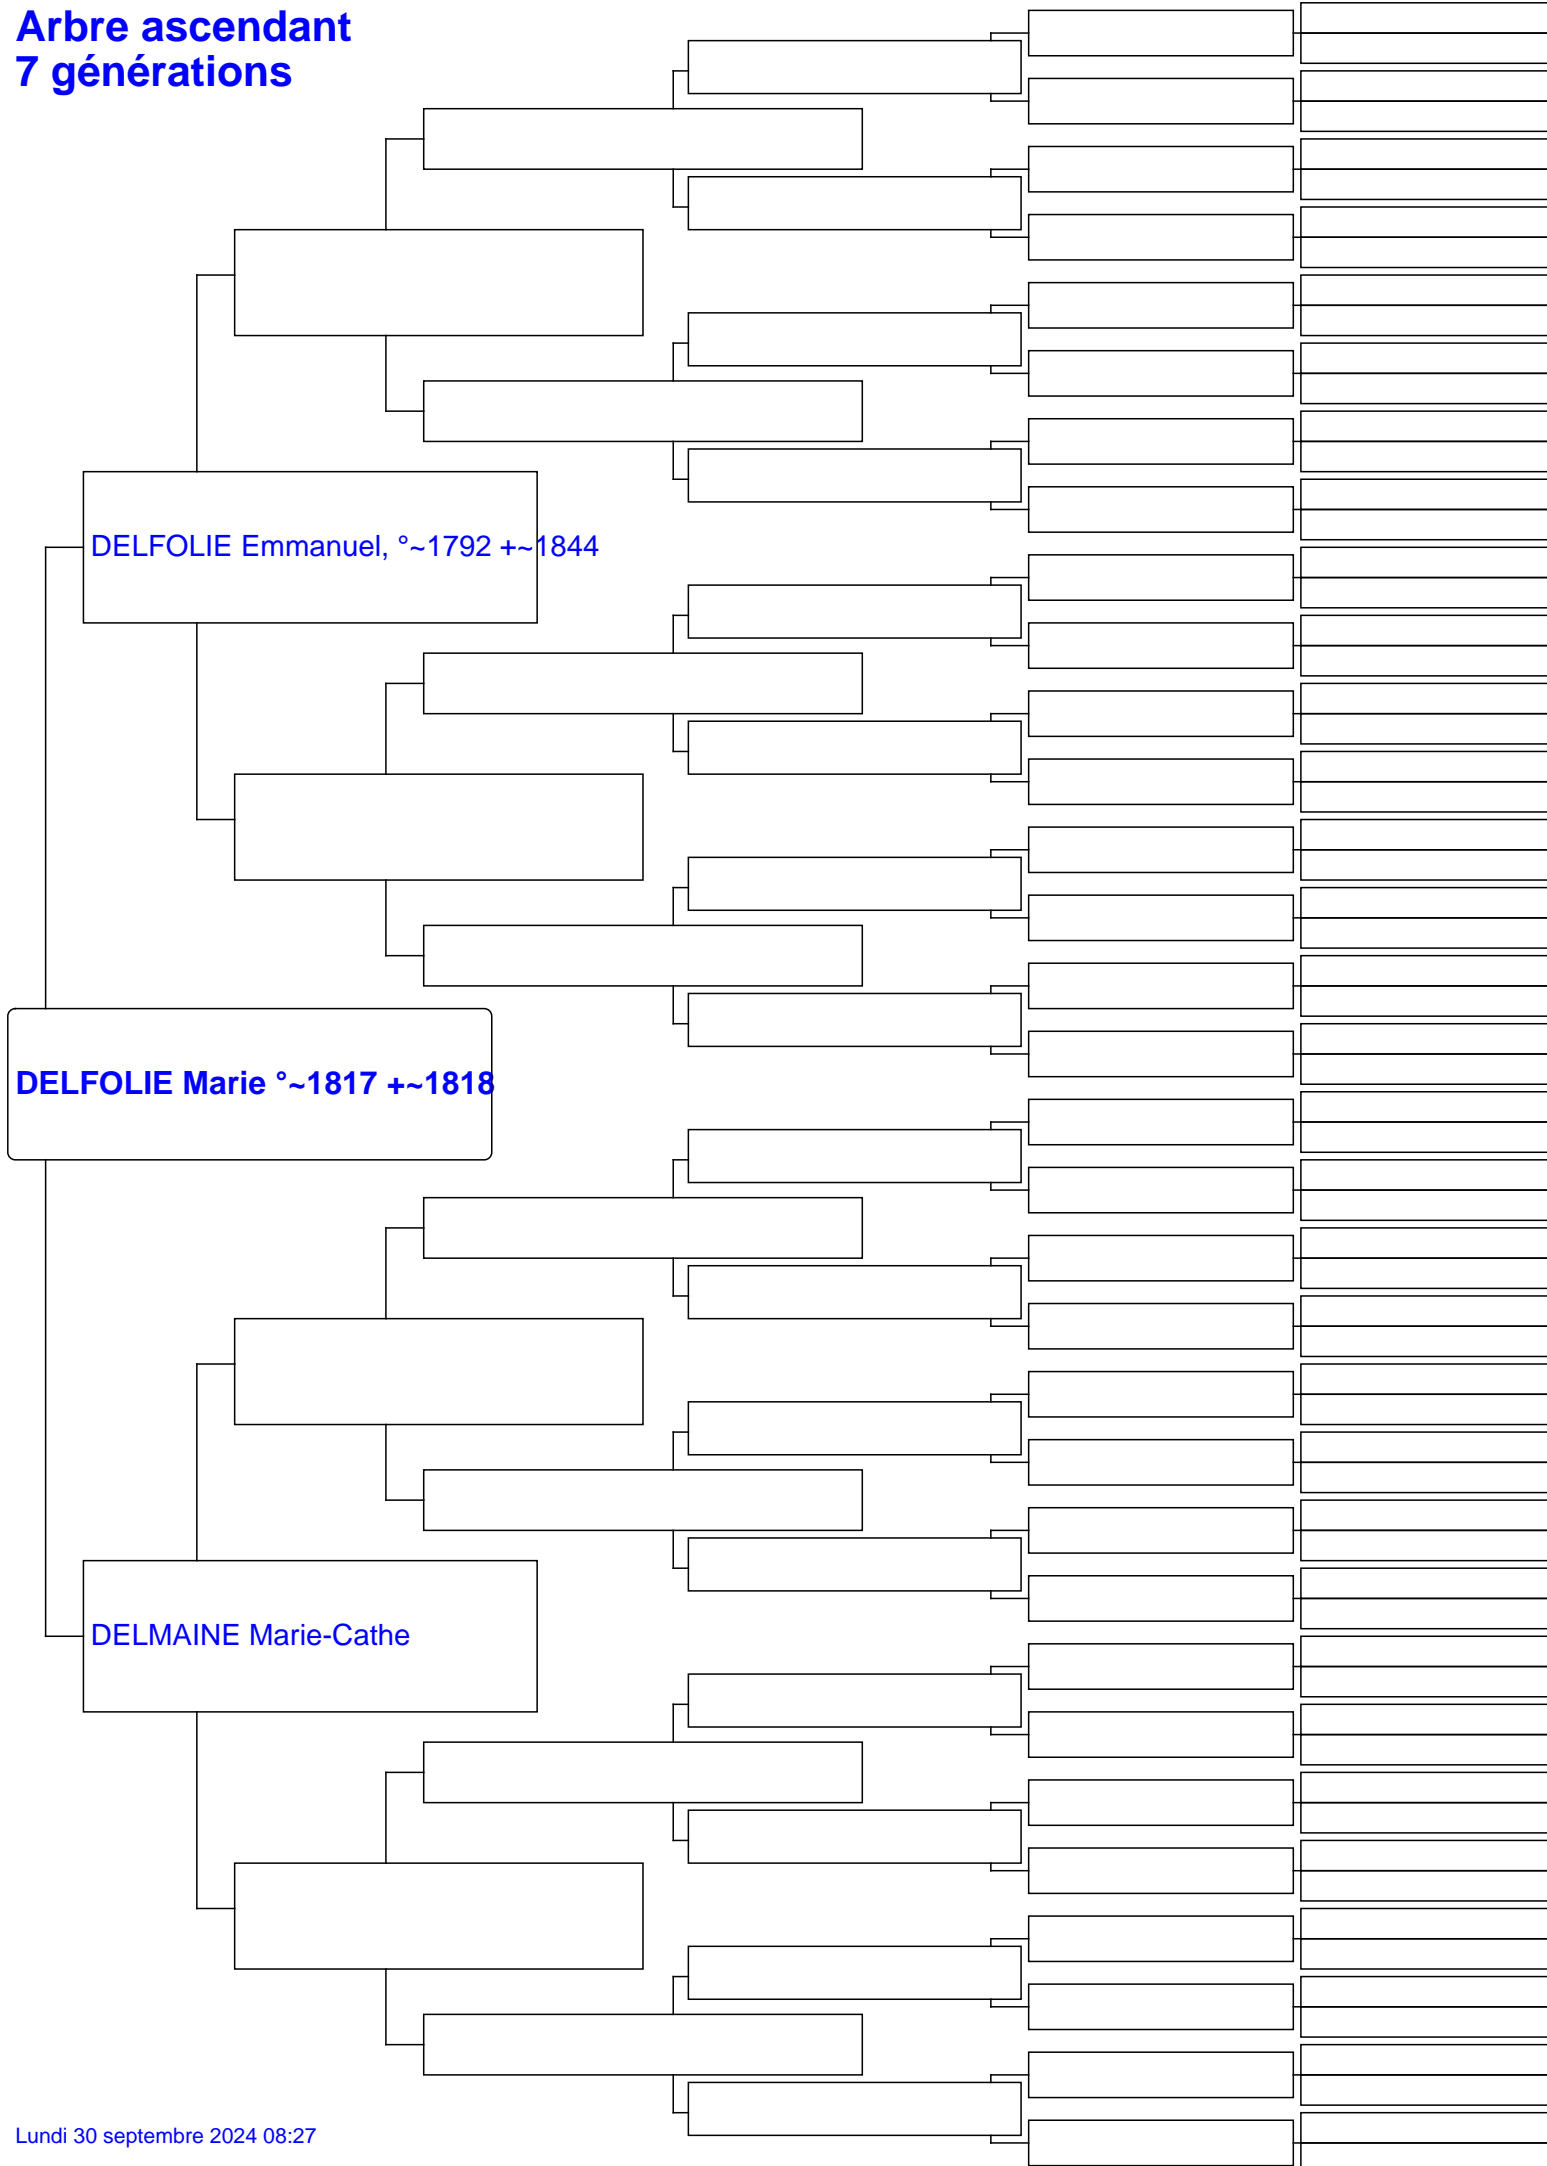 Arbre ascendant
7 générations
DELFOLIE Emmanuel, °~1792 +~1844
DELFOLIE Marie °~1817 +~1818
DELMAINE Marie-Cathe
Lundi 30 septembre 2024 08:27